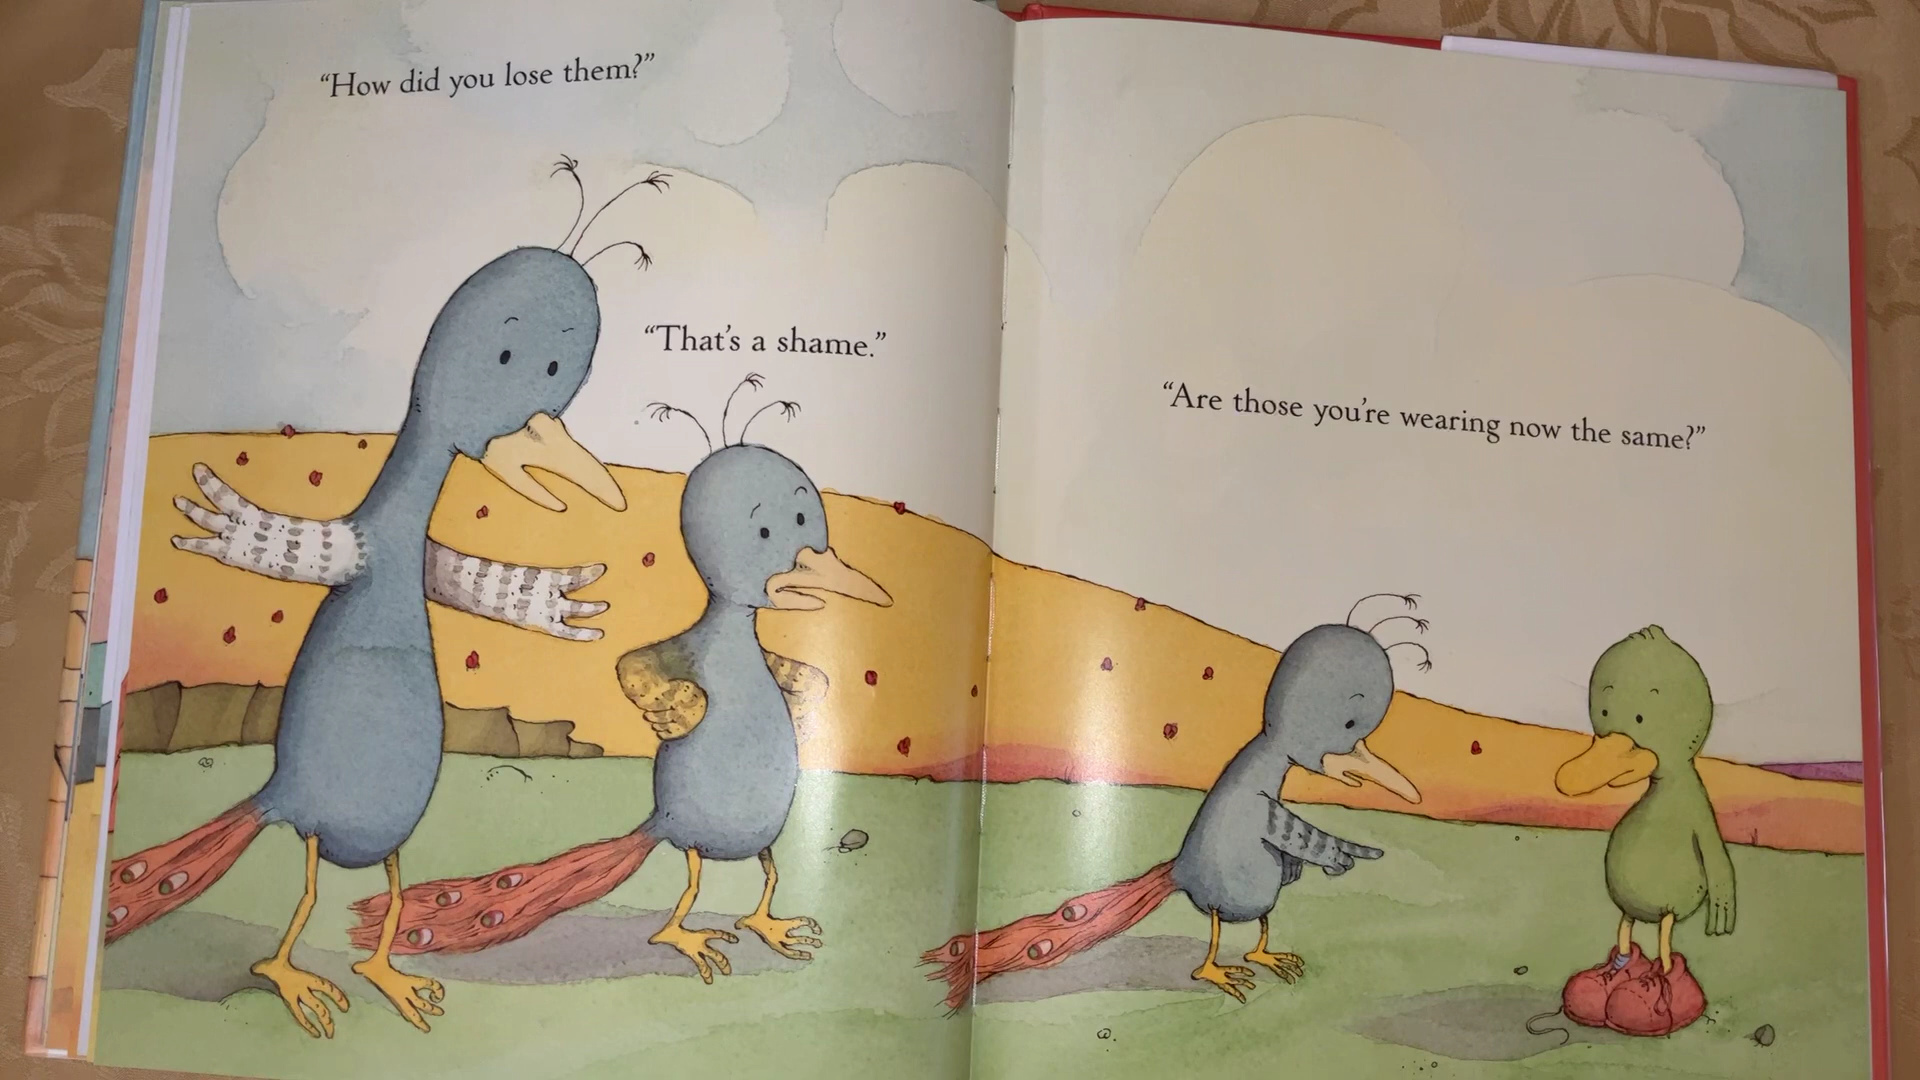 “How did you lose them?”
“That’s a shame.”
“Are those you’re wearing now the same?”